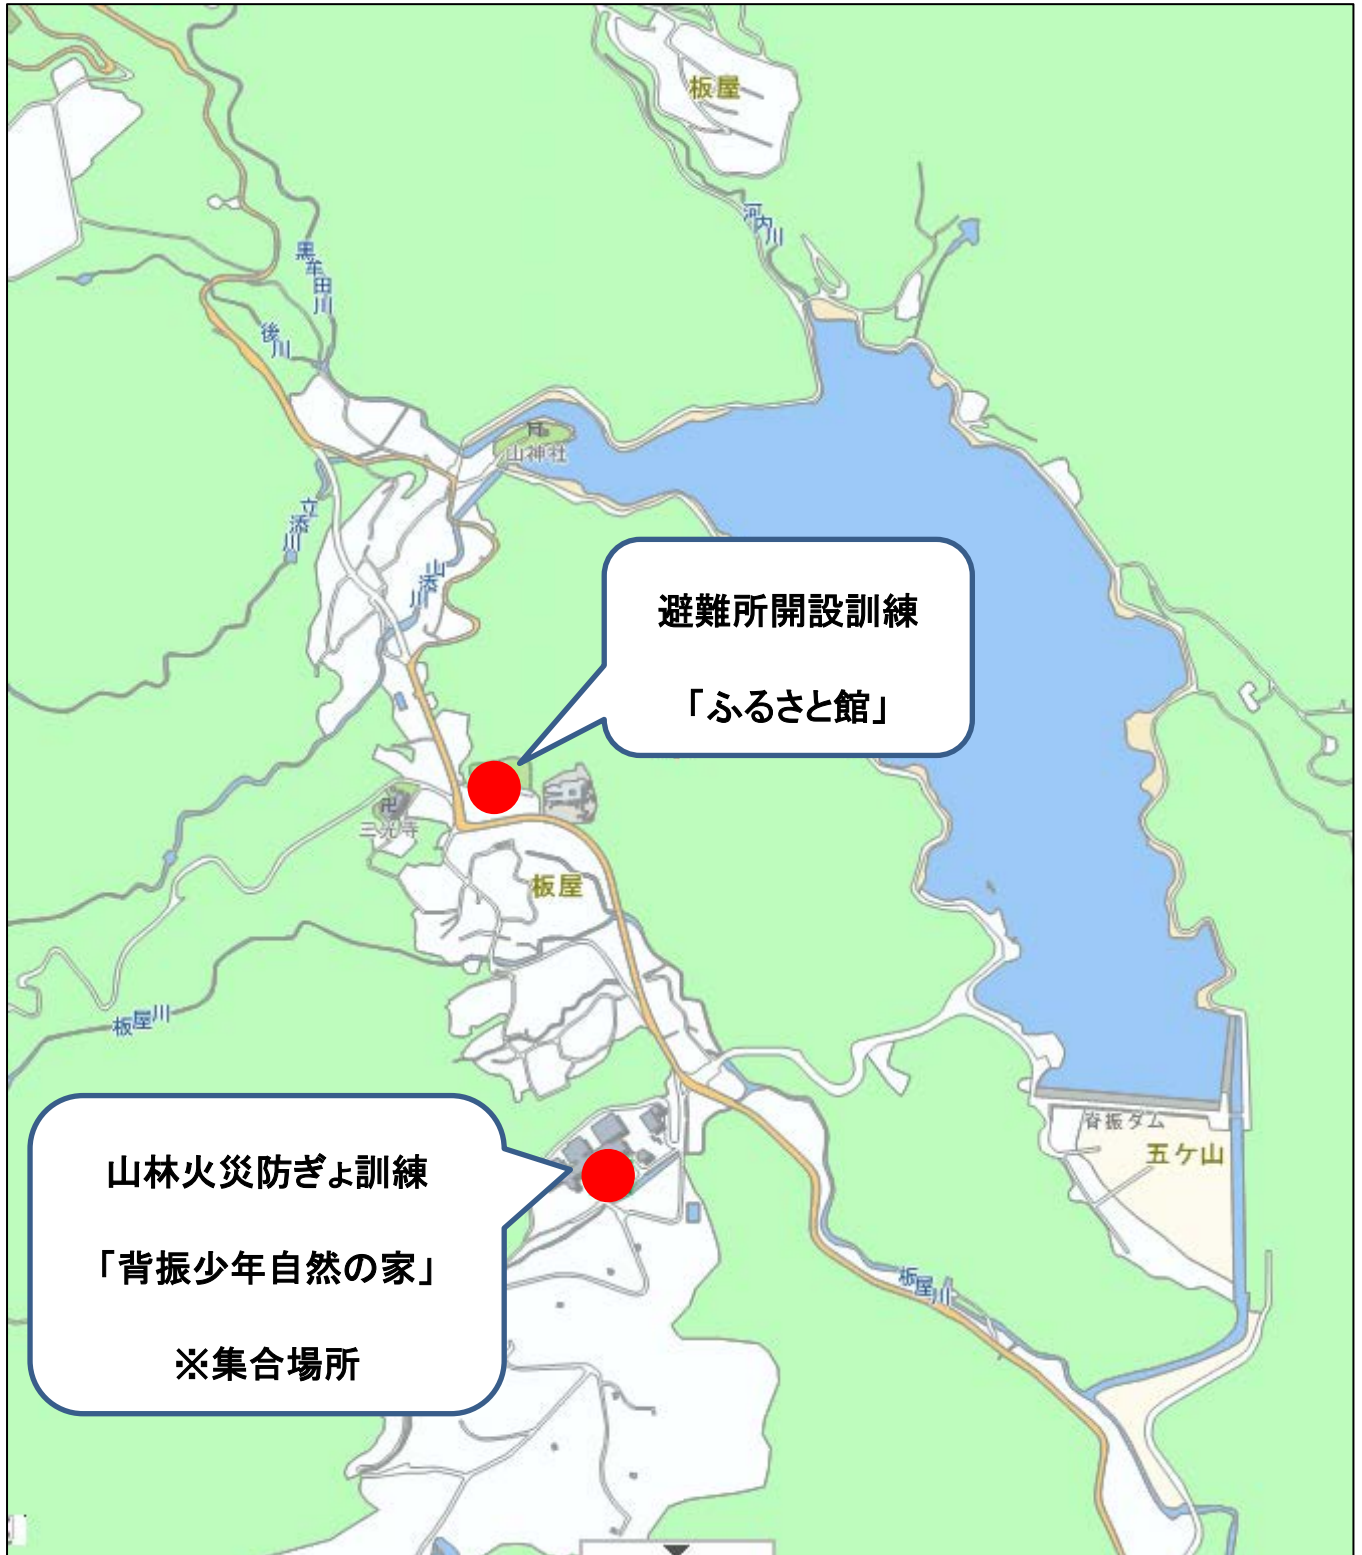 板屋
河内川
黒牟田川
後川
山神社
立添川
山添川
避難所開設訓練
「ふるさと館」
卍
三光寺
板屋
板屋川
脊振ダム
五ケ山
山林火災防ぎょ訓練
「背振少年自然の家」
※集合場所
板屋川